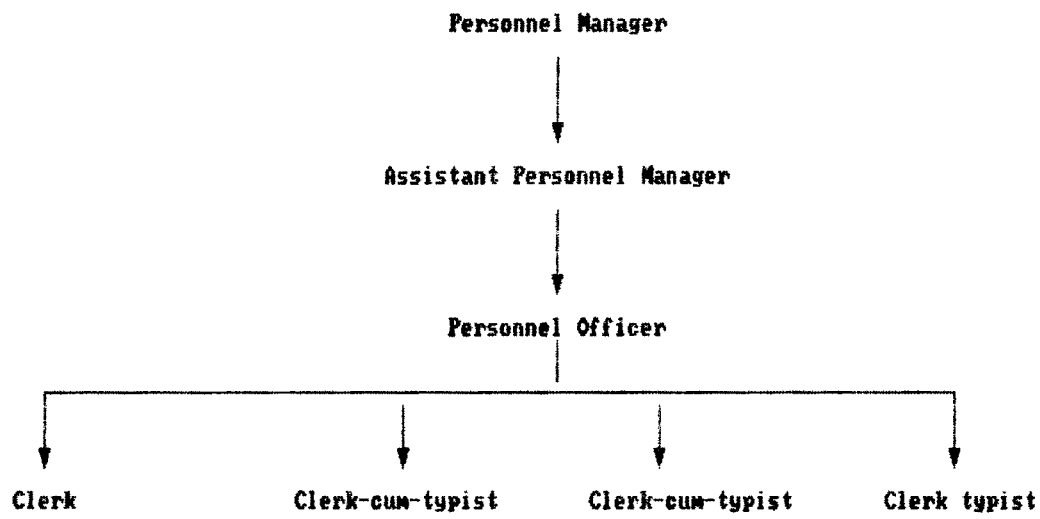 Personnel Manager
Assistant Personnel Manager
Personnel Officer
Clerk Clerk-cum-typist Clerk-cum-typist Clerk typist